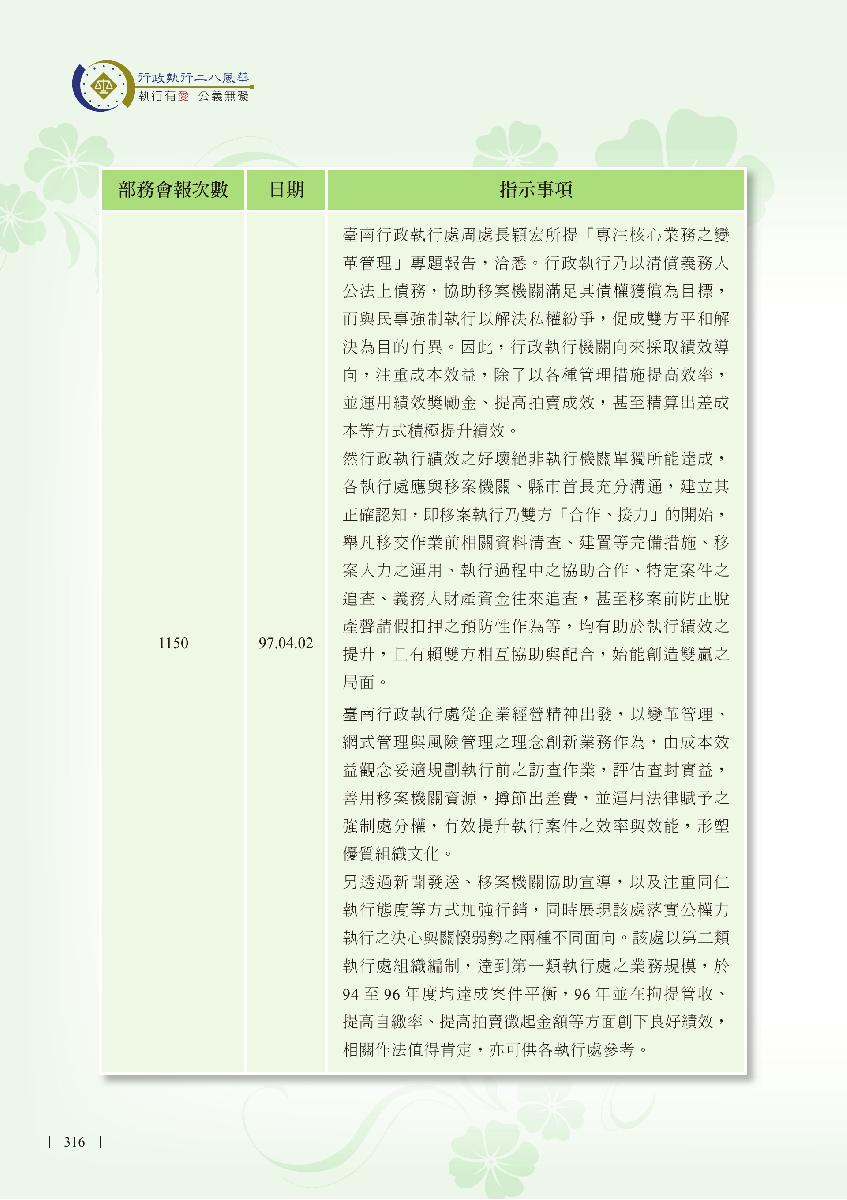 行政執行二八風華
執行有愛 公義無礙
部務會報次數
日期
指示事項
1150
97.04.02
臺南行政執行處周處長穎宏所提「專注核心業務之變
革管理」專題報告，洽悉。行政執行乃以清償義務人
公法上債務，協助移案機關滿足其債權獲償為目標，
而與民事強制執行以解決私權紛爭，促成雙方平和解
決為目的有異。因此，行政執行機關向來採取績效導
向，注重成本效益，除了以各種管理措施提高效率，
並運用績效獎勵金、提高拍賣成效，甚至精算出差成
本等方式積極提升績效。
然行政執行績效之好壞絕非執行機關單獨所能達成，
各執行處應與移案機關、縣市首長充分溝通，建立其
正確認知，即移案執行乃雙方「合作、接力」的開始，
舉凡移交作業前相關資料清查、建置等完備措施、移
案人力之運用、執行過程中之協助合作、特定案件之
追查、義務人財產資金往來追查，甚至移案前防止脫
產聲請假扣押之預防性作為等，均有助於執行績效之
提升，且有賴雙方相互協助與配合，始能創造雙贏之
局面。
臺南行政執行處從企業經營精神出發，以變革管理、
網式管理與風險管理之理念創新業務作為，由成本效
益觀念妥適規劃執行前之訪查作業，評估查封實益，
善用移案機關資源，撙節出差費，並運用法律賦予之
強制處分權，有效提升執行案件之效率與效能，形塑
優質組織文化。
另透過新聞發送、移案機關協助宣導，以及注重同仁
執行態度等方式加強行銷，同時展現該處落實公權力
執行之決心與關懷弱勢之兩種不同面向。該處以第二類
執行處組織編制，達到第一類執行處之業務規模，於
94 至 96 年度均達成案件平衡，96 年並在拘提管收、
提高自繳率、提高拍賣徵起金額等方面創下良好績效，
相關作法值得肯定，亦可供各執行處參考。
316